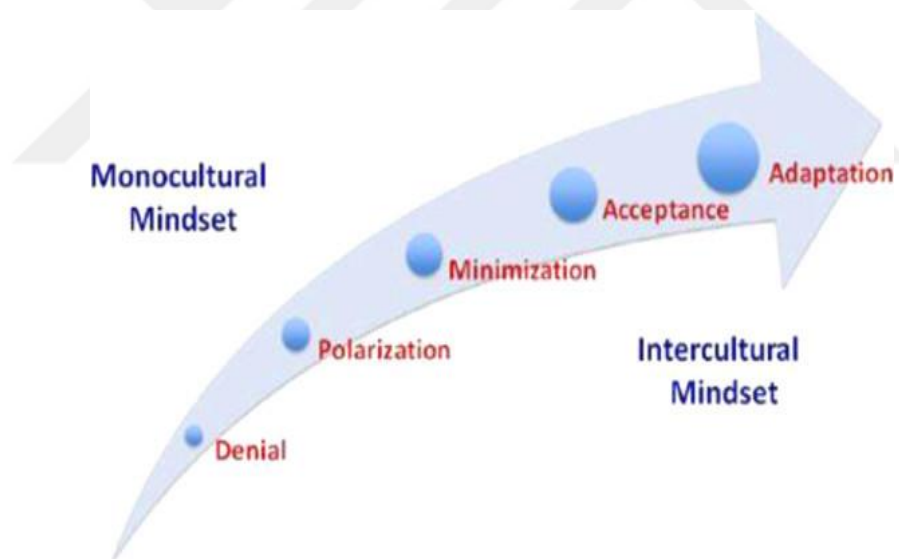 Monocultural
Mindset
Adaptation
Acceptance
Minimization
Polarization
Denial
Intercultural
Mindset